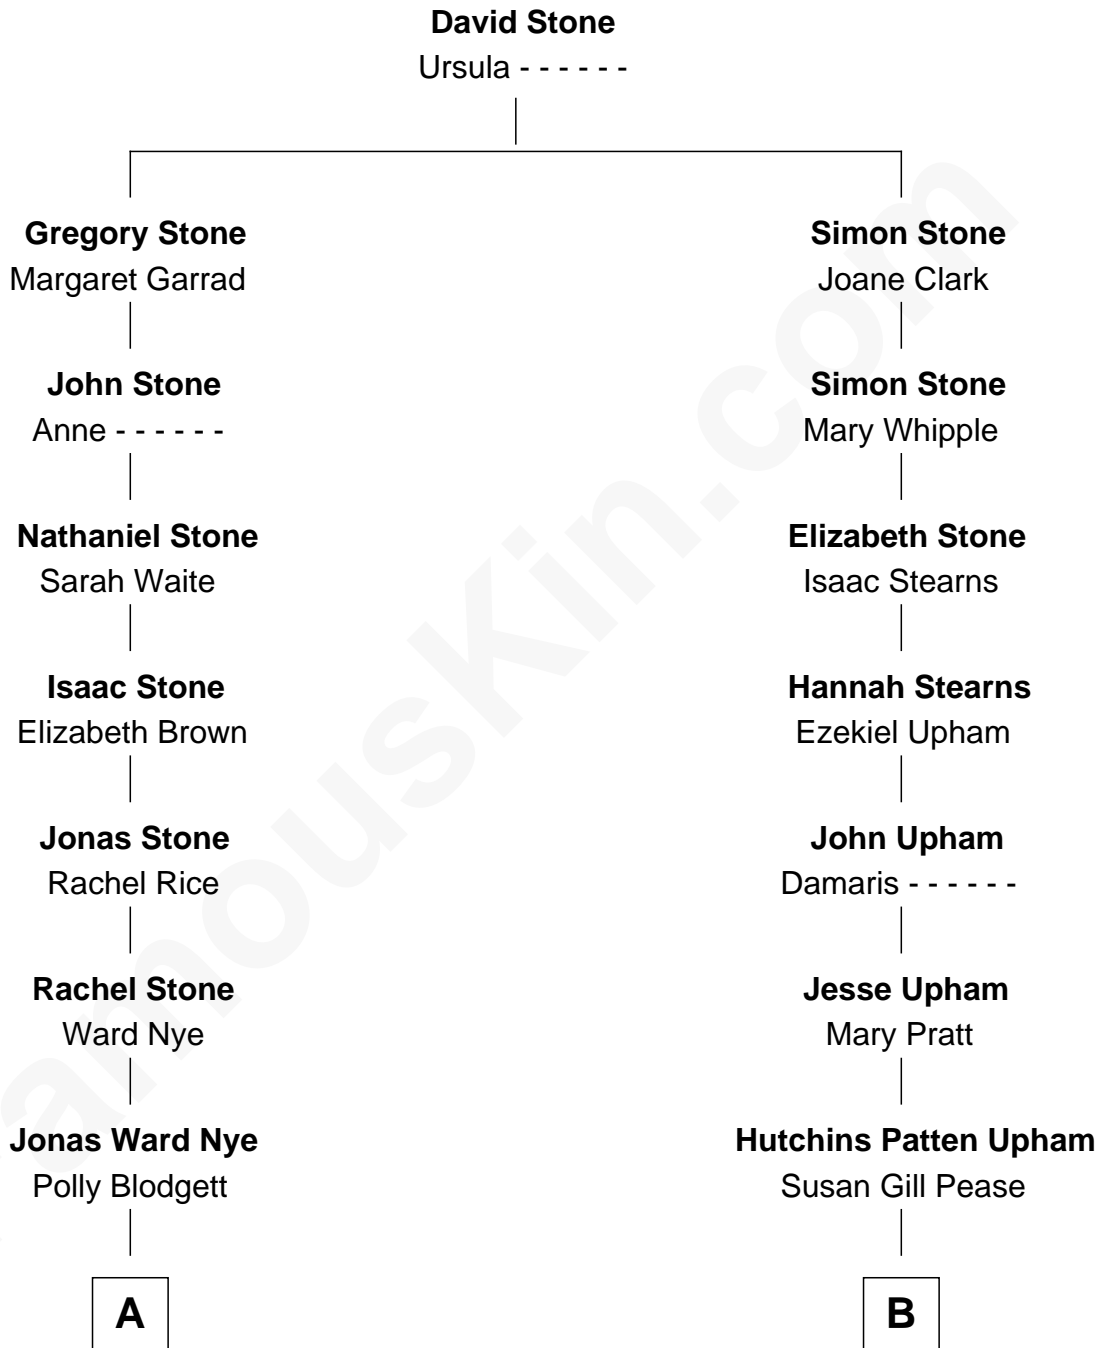 David Stone
Ursula - - - - - -
Gregory Stone
Margaret Garrad
Simon Stone
Joane Clark
John Stone
Anne - - - - - -
Simon Stone
Mary Whipple
Nathaniel Stone
Sarah Waite
Elizabeth Stone
Isaac Stearns
Isaac Stone
Elizabeth Brown
Hannah Stearns
Ezekiel Upham
Jonas Stone
Rachel Rice
John Upham
Damaris - - - - - -
Rachel Stone
Ward Nye
Jesse Upham
Mary Pratt
Jonas Ward Nye
Polly Blodgett
Hutchins Patten Upham
Susan Gill Pease
A
B
amouskin.com